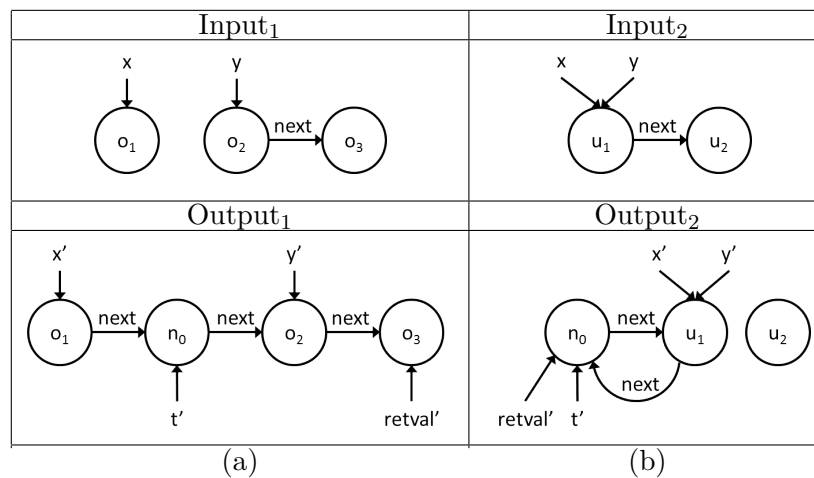 Input₁ Input₂
x y x y
o₁ o₂ next o₃ u₁ next u₂
Output₁ Output₂
x’ y’ x’ y’
o₁ next n₀ next o₂ next o₃ n₀ next u₁ u₂
next
t’ retval’ retval’ t’
(a) (b)